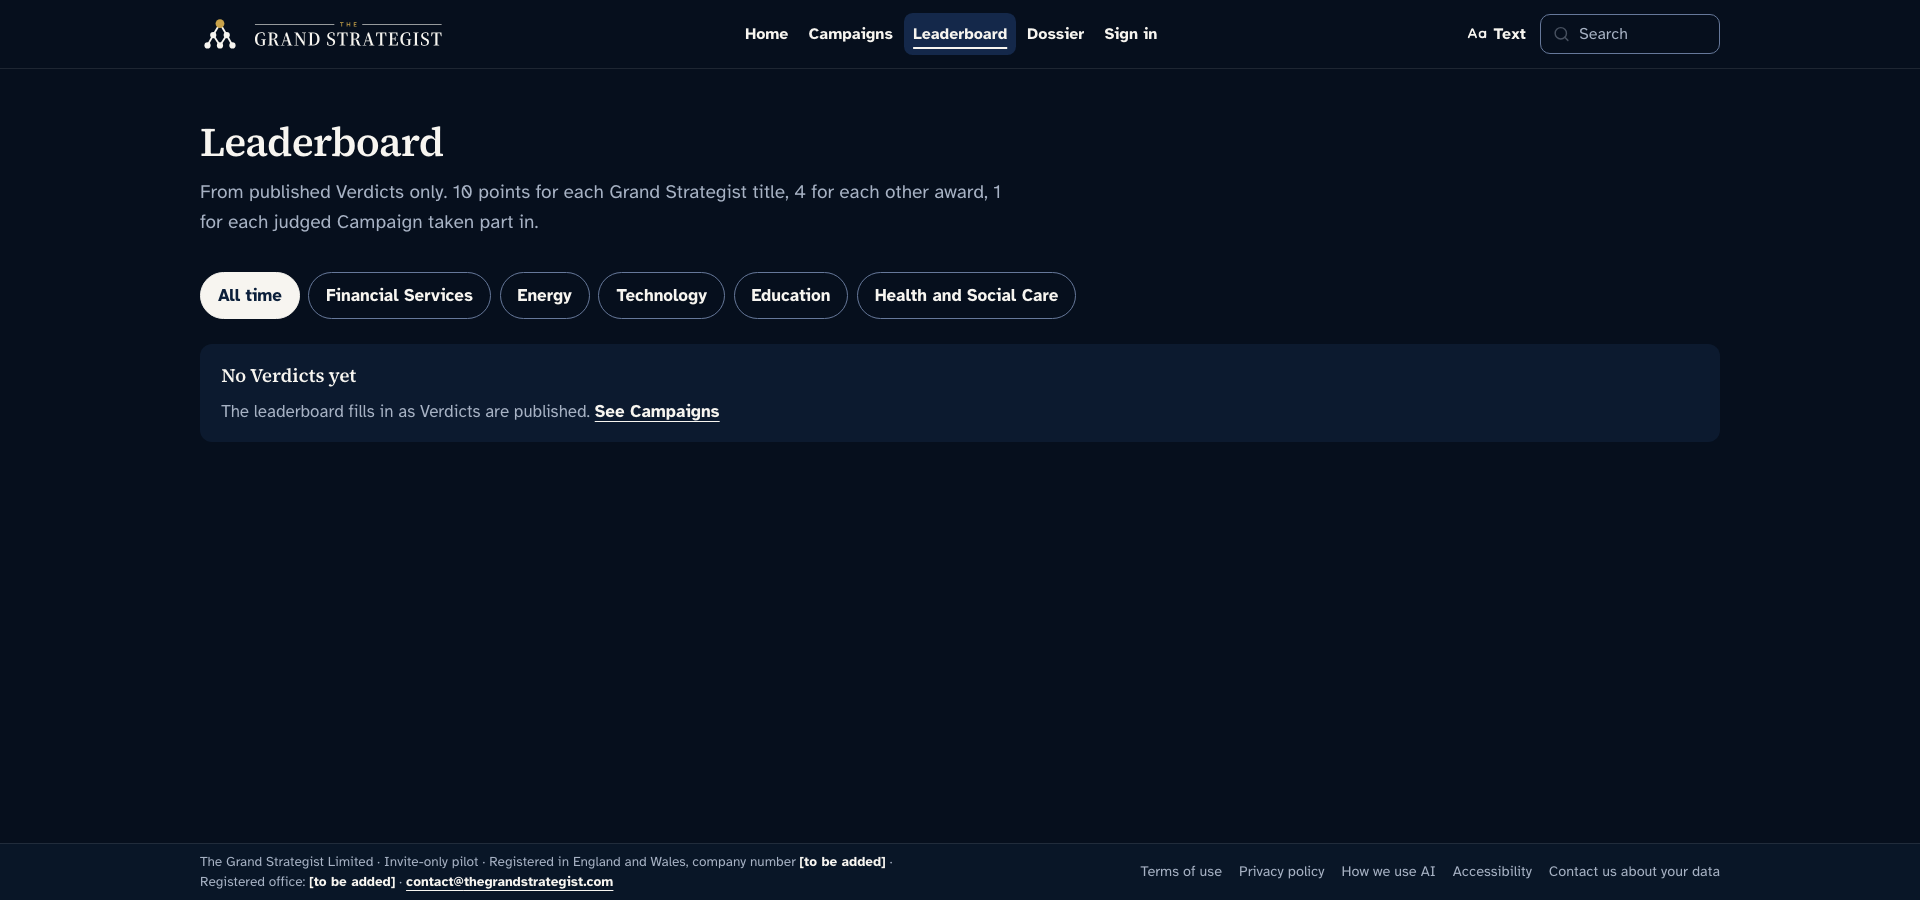 THE
GRAND STRATEGIST
Home Campaigns Leaderboard Dossier Sign in
Aa Text
Search
Leaderboard
From published Verdicts only. 10 points for each Grand Strategist title, 4 for each other award, 1
for each judged Campaign taken part in.
All time Financial Services Energy Technology Education Health and Social Care
No Verdicts yet
The leaderboard fills in as Verdicts are published. See Campaigns
The Grand Strategist Limited · Invite-only pilot · Registered in England and Wales, company number [to be added] ·
Registered office: [to be added] · contact@thegrandstrategist.com
Terms of use Privacy policy How we use AI Accessibility Contact us about your data